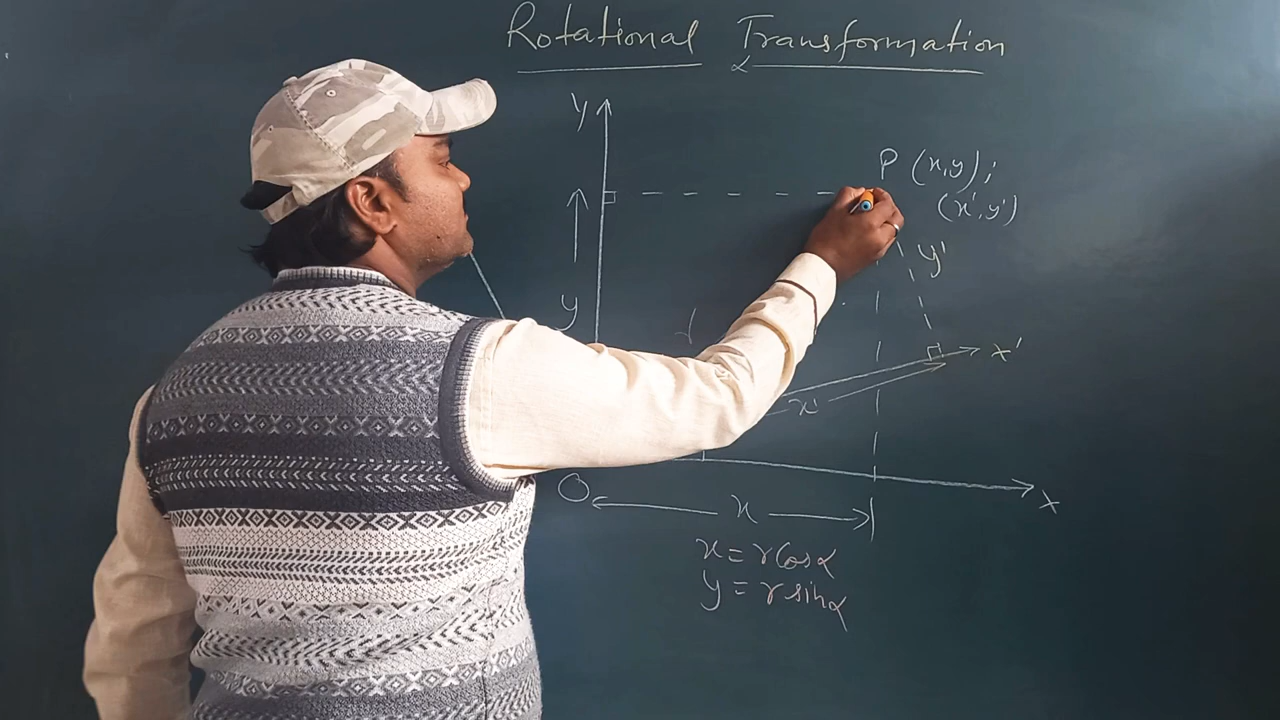 Rotational Transformation
y
P (x,y);
(x',y')
y'
y
x'
x'
O
x
x
x = r Cos α
y = r sin α